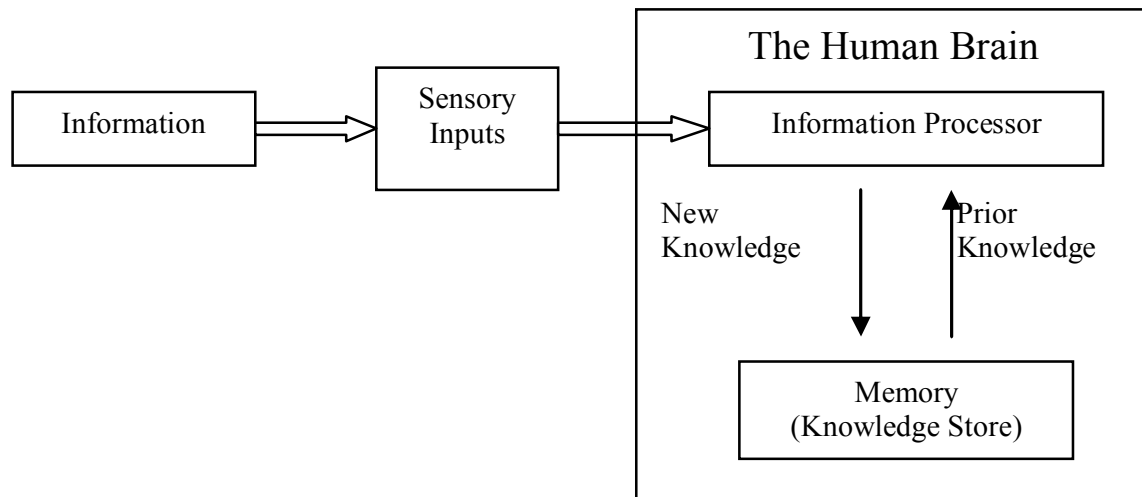 The Human Brain
Information
Sensory
Inputs
Information Processor
New
Knowledge
Prior
Knowledge
Memory
(Knowledge Store)